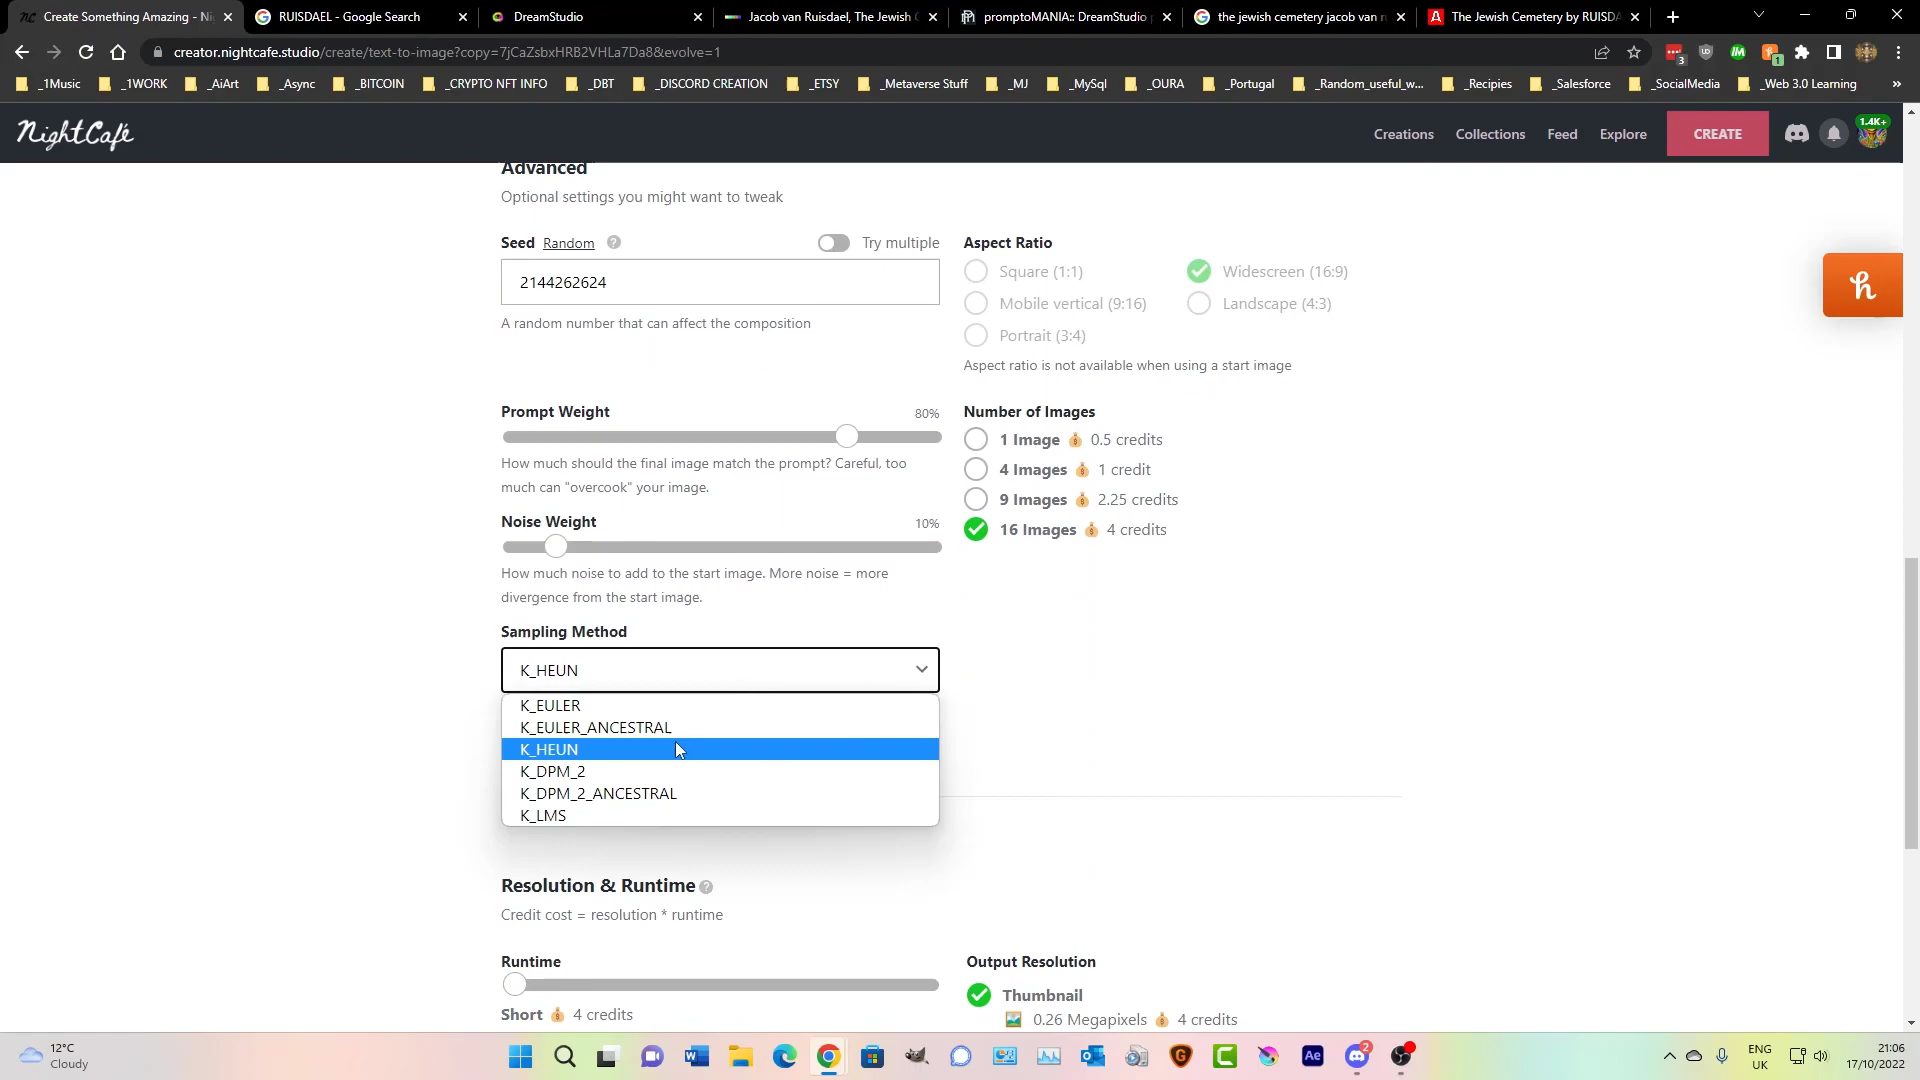 Create Something Amazing - Ni
RUISDAEL - Google Search
DreamStudio
Jacob van Ruisdael, The Jewish C
promptoMANIA:: DreamStudio p
the jewish cemetery jacob van r
The Jewish Cemetery by RUISDA
creator.nightcafe.studio/create/text-to-image?copy=7jCaZsbxHRB2VHLa7Da8&evolve=1
3
1
_1Music
_1WORK
_AiArt
_Async
_BITCOIN
_CRYPTO NFT INFO
_DBT
_DISCORD CREATION
_ETSY
_Metaverse Stuff
_MJ
_MySql
_OURA
_Portugal
_Random_useful_w...
_Recipies
_Salesforce
_SocialMedia
_Web 3.0 Learning
»
NightCafé
Creations
Collections
Feed
Explore
CREATE
1.4K+
Advanced
Optional settings you might want to tweak
Seed Random ?
Try multiple
2144262624
A random number that can affect the composition
Aspect Ratio
Square (1:1)
Widescreen (16:9)
Mobile vertical (9:16)
Landscape (4:3)
Portrait (3:4)
Aspect ratio is not available when using a start image
Prompt Weight
80%
How much should the final image match the prompt? Careful, too
much can "overcook" your image.
Number of Images
1 Image 0.5 credits
4 Images 1 credit
9 Images 2.25 credits
16 Images 4 credits
Noise Weight
10%
How much noise to add to the start image. More noise = more
divergence from the start image.
Sampling Method
K_HEUN
K_EULER
K_EULER_ANCESTRAL
K_HEUN
K_DPM_2
K_DPM_2_ANCESTRAL
K_LMS
Resolution & Runtime ?
Credit cost = resolution * runtime
Runtime
Short 4 credits
Output Resolution
Thumbnail
0.26 Megapixels 4 credits
12°C
Cloudy
2
ENG
UK
21:06
17/10/2022